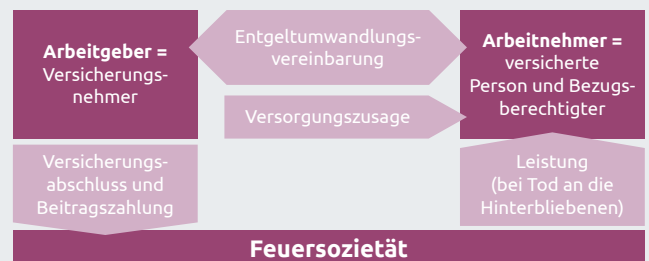 Arbeitgeber =
Versicherungs-
nehmer
Entgeltumwandlungs-
vereinbarung
Versorgungszusage
Arbeitnehmer =
versicherte
Person und Bezugs-
berechtigter
Versicherungs-
abschluss und
Beitragszahlung
Leistung
(bei Tod an die
Hinterbliebenen)
Feuersozietät